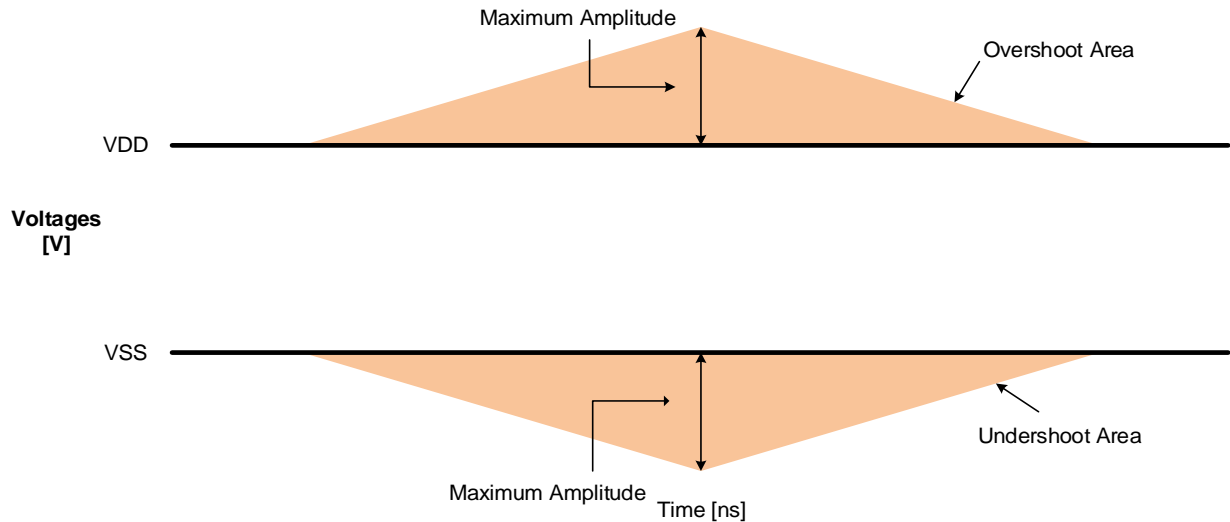 Maximum Amplitude
Overshoot Area
VDD
Voltages
[V]
VSS
Undershoot Area
Maximum Amplitude
Time [ns]